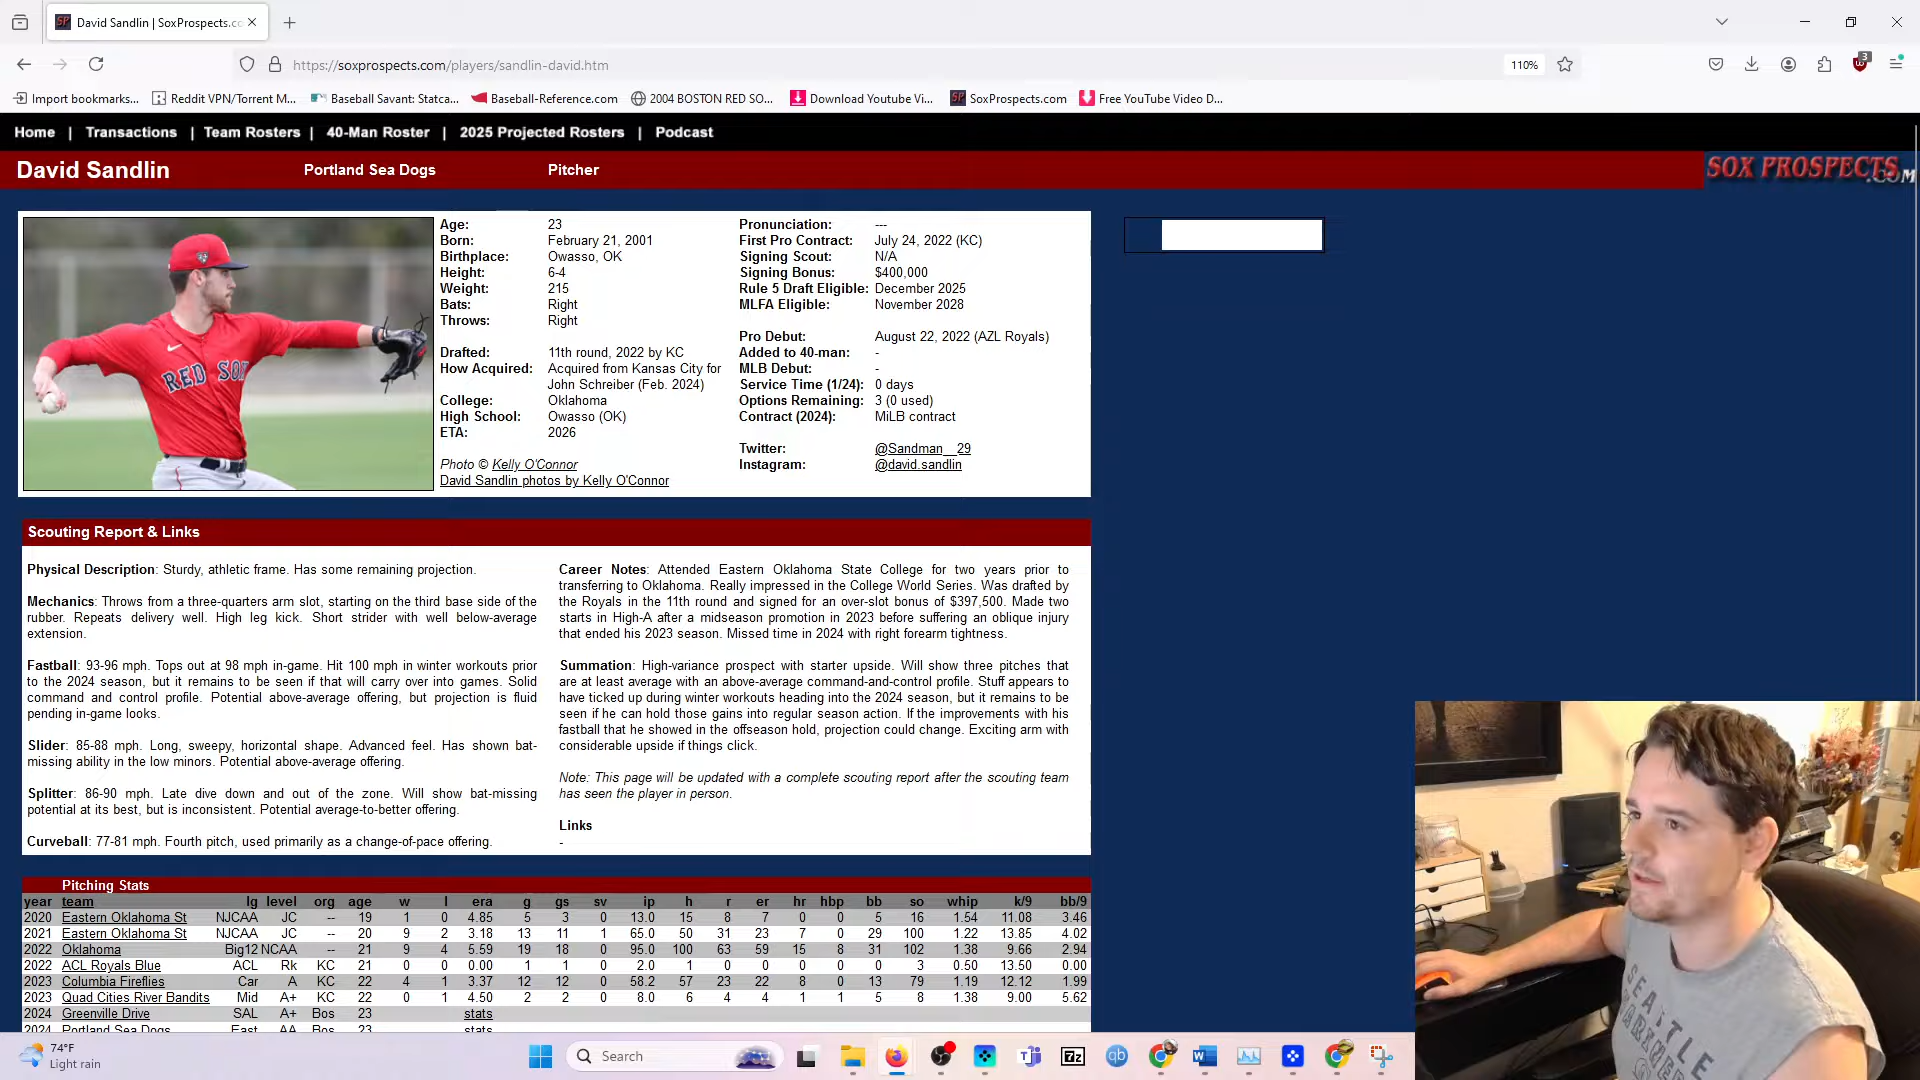 David Sandlin | SoxProspects.co
https://soxprospects.com/players/sandlin-david.htm
110%
3
Import bookmarks...
Reddit VPN/Torrent M...
Baseball Savant: Statca...
Baseball-Reference.com
2004 BOSTON RED SO...
Download Youtube Vi...
SoxProspects.com
Free YouTube Video D...
Home | Transactions | Team Rosters | 40-Man Roster | 2025 Projected Rosters | Podcast
David Sandlin Portland Sea Dogs Pitcher
SOX PROSPECTS.COM
RED SOX
Age: 23
Born: February 21, 2001
Birthplace: Owasso, OK
Height: 6-4
Weight: 215
Bats: Right
Throws: Right
Drafted: 11th round, 2022 by KC
How Acquired: Acquired from Kansas City for
John Schreiber (Feb. 2024)
College: Oklahoma
High School: Owasso (OK)
ETA: 2026
Photo © Kelly O'Connor
David Sandlin photos by Kelly O'Connor
Pronunciation: ---
First Pro Contract: July 24, 2022 (KC)
Signing Scout: N/A
Signing Bonus: $400,000
Rule 5 Draft Eligible: December 2025
MLFA Eligible: November 2028
Pro Debut: August 22, 2022 (AZL Royals)
Added to 40-man: -
MLB Debut: -
Service Time (1/24): 0 days
Options Remaining: 3 (0 used)
Contract (2024): MiLB contract
Twitter: @Sandman__29
Instagram: @david.sandlin
Scouting Report & Links
Physical Description: Sturdy, athletic frame. Has some remaining projection.
Mechanics: Throws from a three-quarters arm slot, starting on the third base side of the
rubber. Repeats delivery well. High leg kick. Short strider with well below-average
extension.
Fastball: 93-96 mph. Tops out at 98 mph in-game. Hit 100 mph in winter workouts prior
to the 2024 season, but it remains to be seen if that will carry over into games. Solid
command and control profile. Potential above-average offering, but projection is fluid
pending in-game looks.
Slider: 85-88 mph. Long, sweepy, horizontal shape. Advanced feel. Has shown bat-
missing ability in the low minors. Potential above-average offering.
Splitter: 86-90 mph. Late dive down and out of the zone. Will show bat-missing
potential at its best, but is inconsistent. Potential average-to-better offering.
Curveball: 77-81 mph. Fourth pitch, used primarily as a change-of-pace offering.
Career Notes: Attended Eastern Oklahoma State College for two years prior to
transferring to Oklahoma. Really impressed in the College World Series. Was drafted by
the Royals in the 11th round and signed for an over-slot bonus of $397,500. Made two
starts in High-A after a midseason promotion in 2023 before suffering an oblique injury
that ended his 2023 season. Missed time in 2024 with right forearm tightness.
Summation: High-variance prospect with starter upside. Will show three pitches that
are at least average with an above-average command-and-control profile. Stuff appears to
have ticked up during winter workouts heading into the 2024 season, but it remains to be
seen if he can hold those gains into regular season action. If the improvements with his
fastball that he showed in the offseason hold, projection could change. Exciting arm with
considerable upside if things click.
Note: This page will be updated with a complete scouting report after the scouting team
has seen the player in person.
Links
-
Pitching Stats
year team lg level org age w l era g gs sv ip h r er hr hbp bb so whip k/9 bb/9
2020 Eastern Oklahoma St NJCAA JC -- 19 1 0 4.85 5 3 0 13.0 15 8 7 0 0 5 16 1.54 11.08 3.46
2021 Eastern Oklahoma St NJCAA JC -- 20 9 2 3.18 13 11 1 65.0 50 31 23 7 0 29 100 1.22 13.85 4.02
2022 Oklahoma Big12 NCAA -- 21 9 4 5.59 19 18 0 95.0 100 63 59 15 8 31 102 1.38 9.66 2.94
2022 ACL Royals Blue ACL Rk KC 21 0 0 0.00 1 1 0 2.0 1 0 0 0 0 0 3 0.50 13.50 0.00
2023 Columbia Fireflies Car A KC 22 4 1 3.37 12 12 0 58.2 57 23 22 8 0 13 79 1.19 12.12 1.99
2023 Quad Cities River Bandits Mid A+ KC 22 0 1 4.50 2 2 0 8.0 6 4 4 1 1 5 8 1.38 9.00 5.62
2024 Greenville Drive SAL A+ Bos 23 stats
2024 Portland Sea Dogs East AA Bos 23 stats
SEATTLE
MARINERS
74°F
Light rain
Search
7z
qb